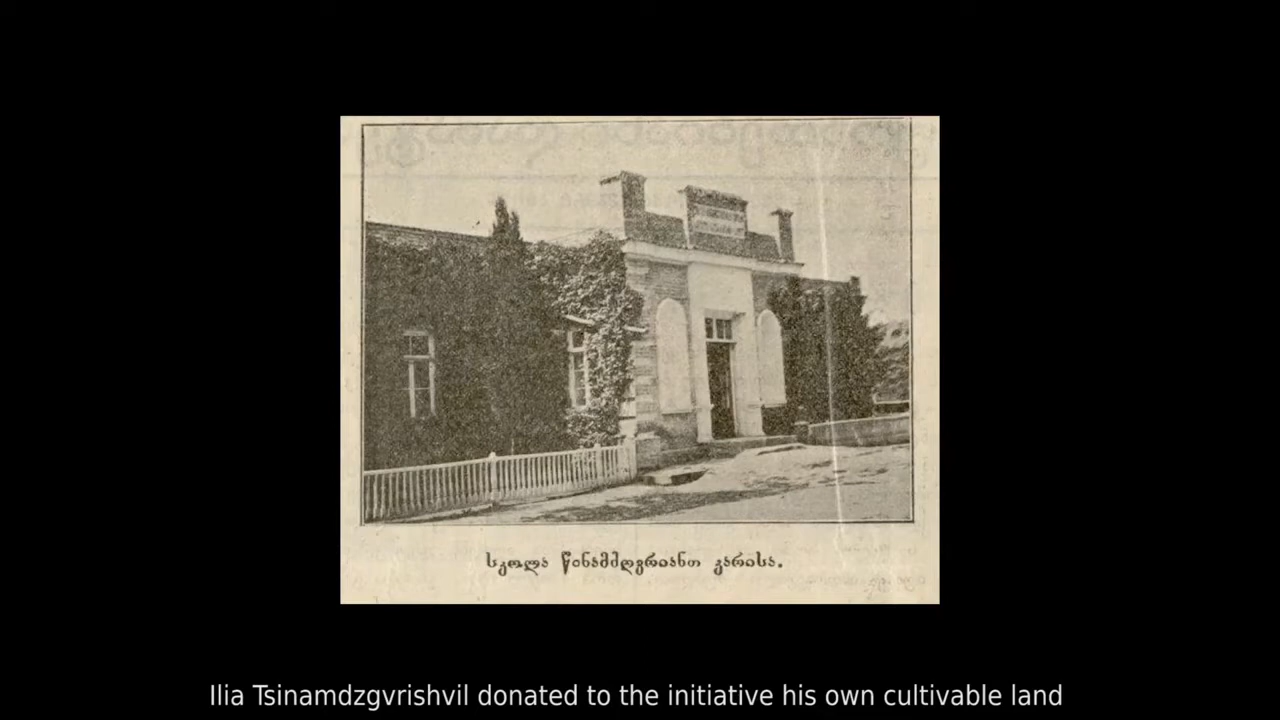 სკოლა წინამძღვრიანთ კარისა.
Ilia Tsinamdzgvrishvil donated to the initiative his own cultivable land